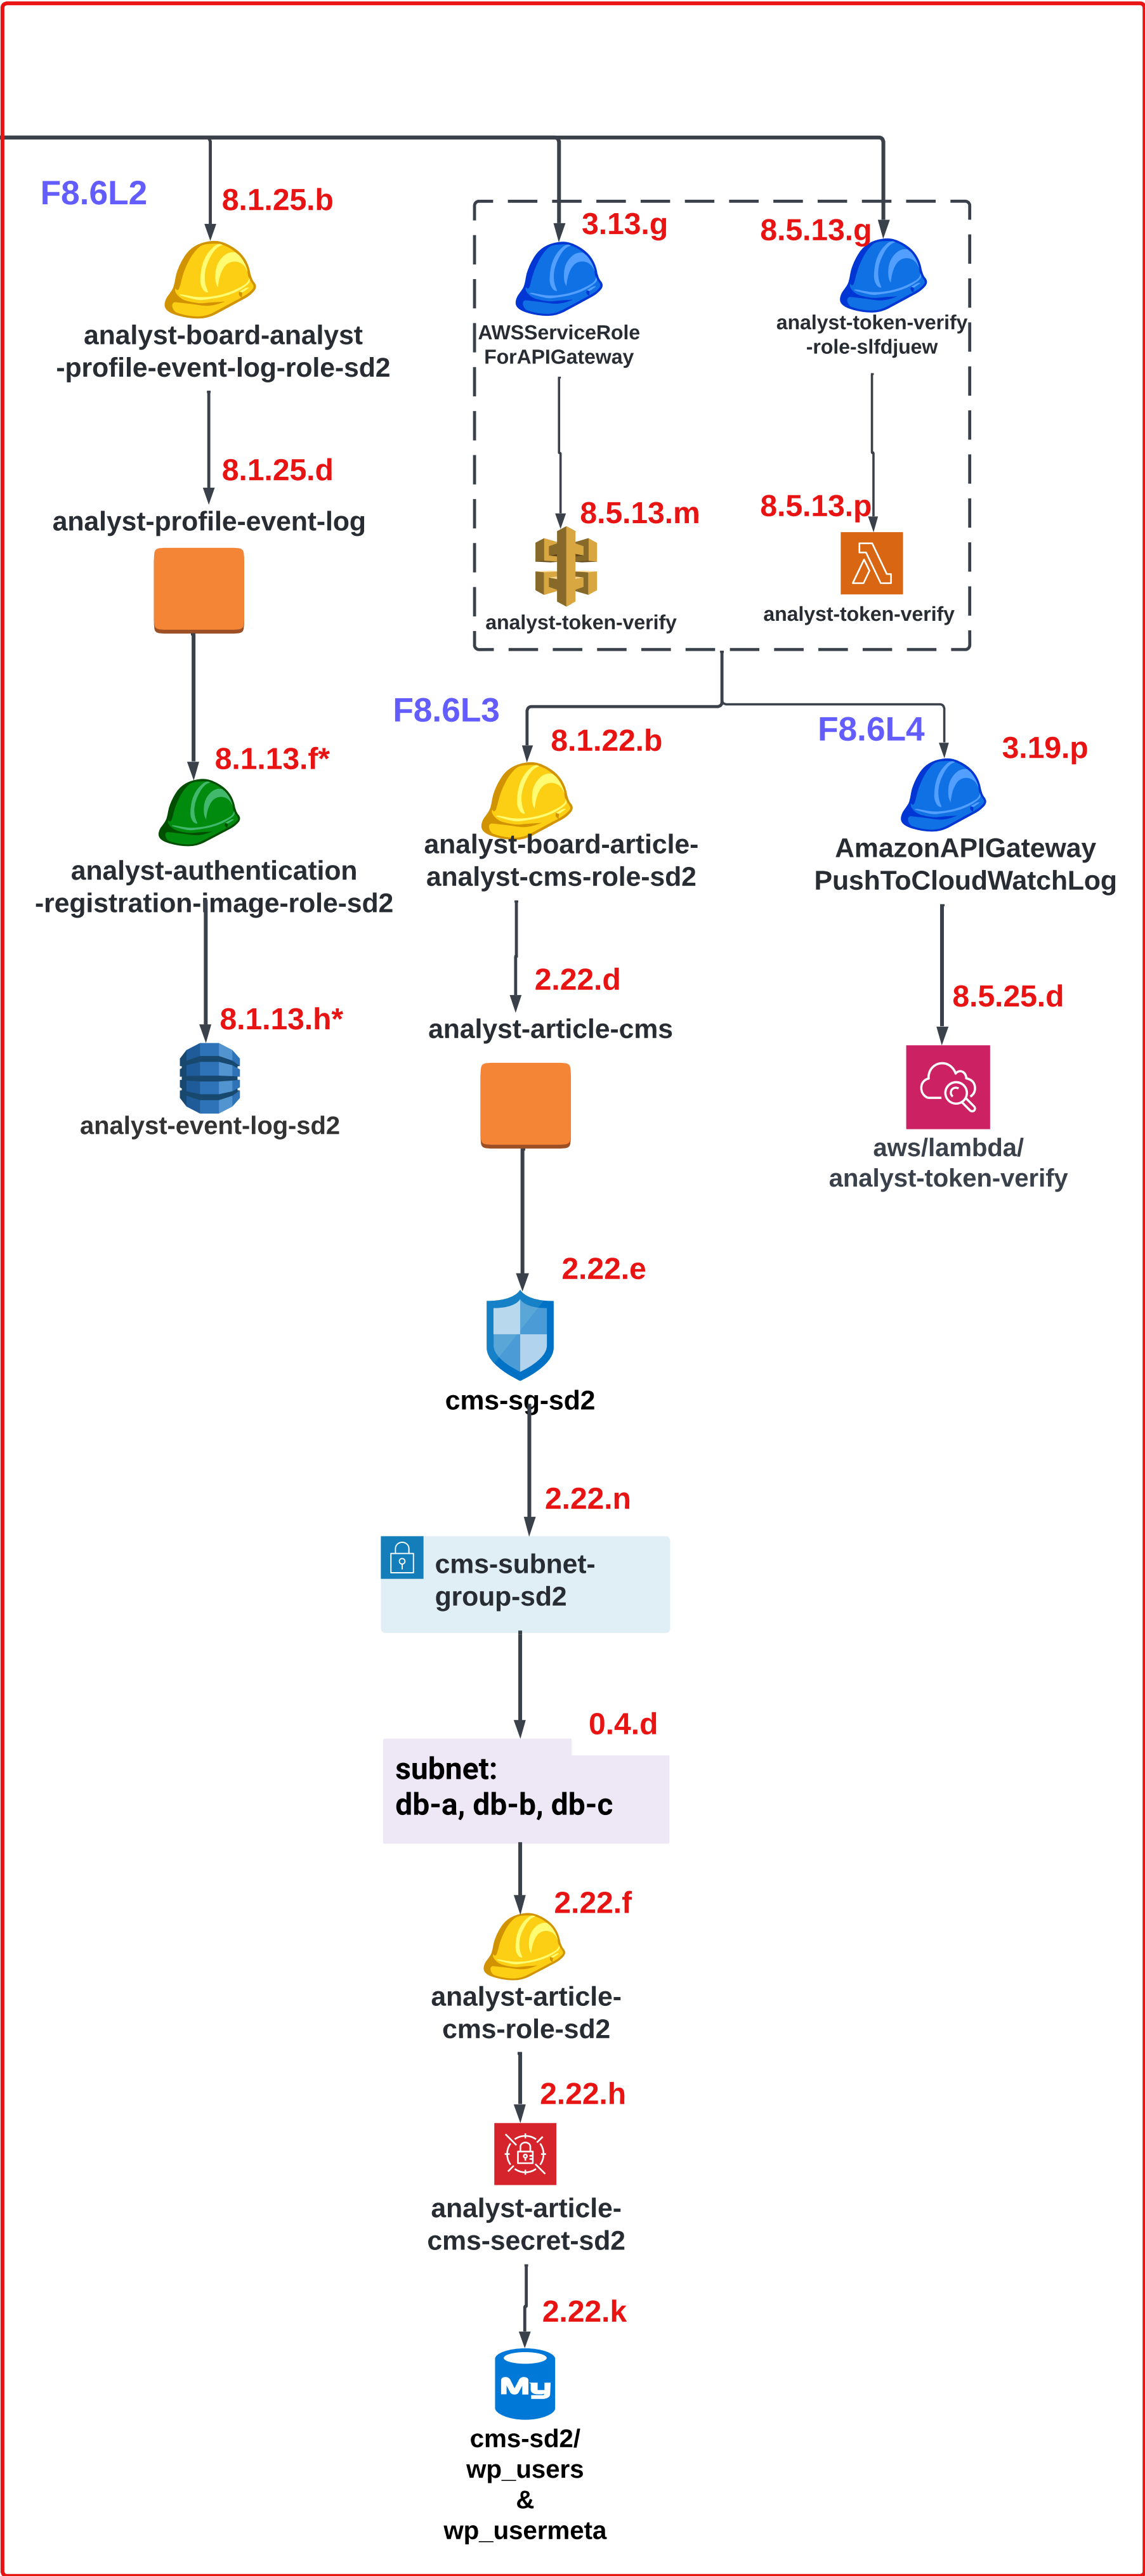 F8.6L2
8.1.25.b
analyst-board-analyst
-profile-event-log-role-sd2
8.1.25.d
analyst-profile-event-log
8.1.13.f*
analyst-authentication
-registration-image-role-sd2
8.1.13.h*
analyst-event-log-sd2
3.13.g
AWSServiceRole
ForAPIGateway
8.5.13.m
analyst-token-verify
8.5.13.g
analyst-token-verify
-role-slfdjuew
8.5.13.p
analyst-token-verify
F8.6L3
8.1.22.b
analyst-board-article-
analyst-cms-role-sd2
2.22.d
analyst-article-cms
2.22.e
cms-sg-sd2
2.22.n
cms-subnet-
group-sd2
0.4.d
subnet:
db-a, db-b, db-c
2.22.f
analyst-article-
cms-role-sd2
2.22.h
analyst-article-
cms-secret-sd2
2.22.k
My
cms-sd2/
wp_users
&
wp_usermeta
F8.6L4
3.19.p
AmazonAPIGateway
PushToCloudWatchLog
8.5.25.d
aws/lambda/
analyst-token-verify